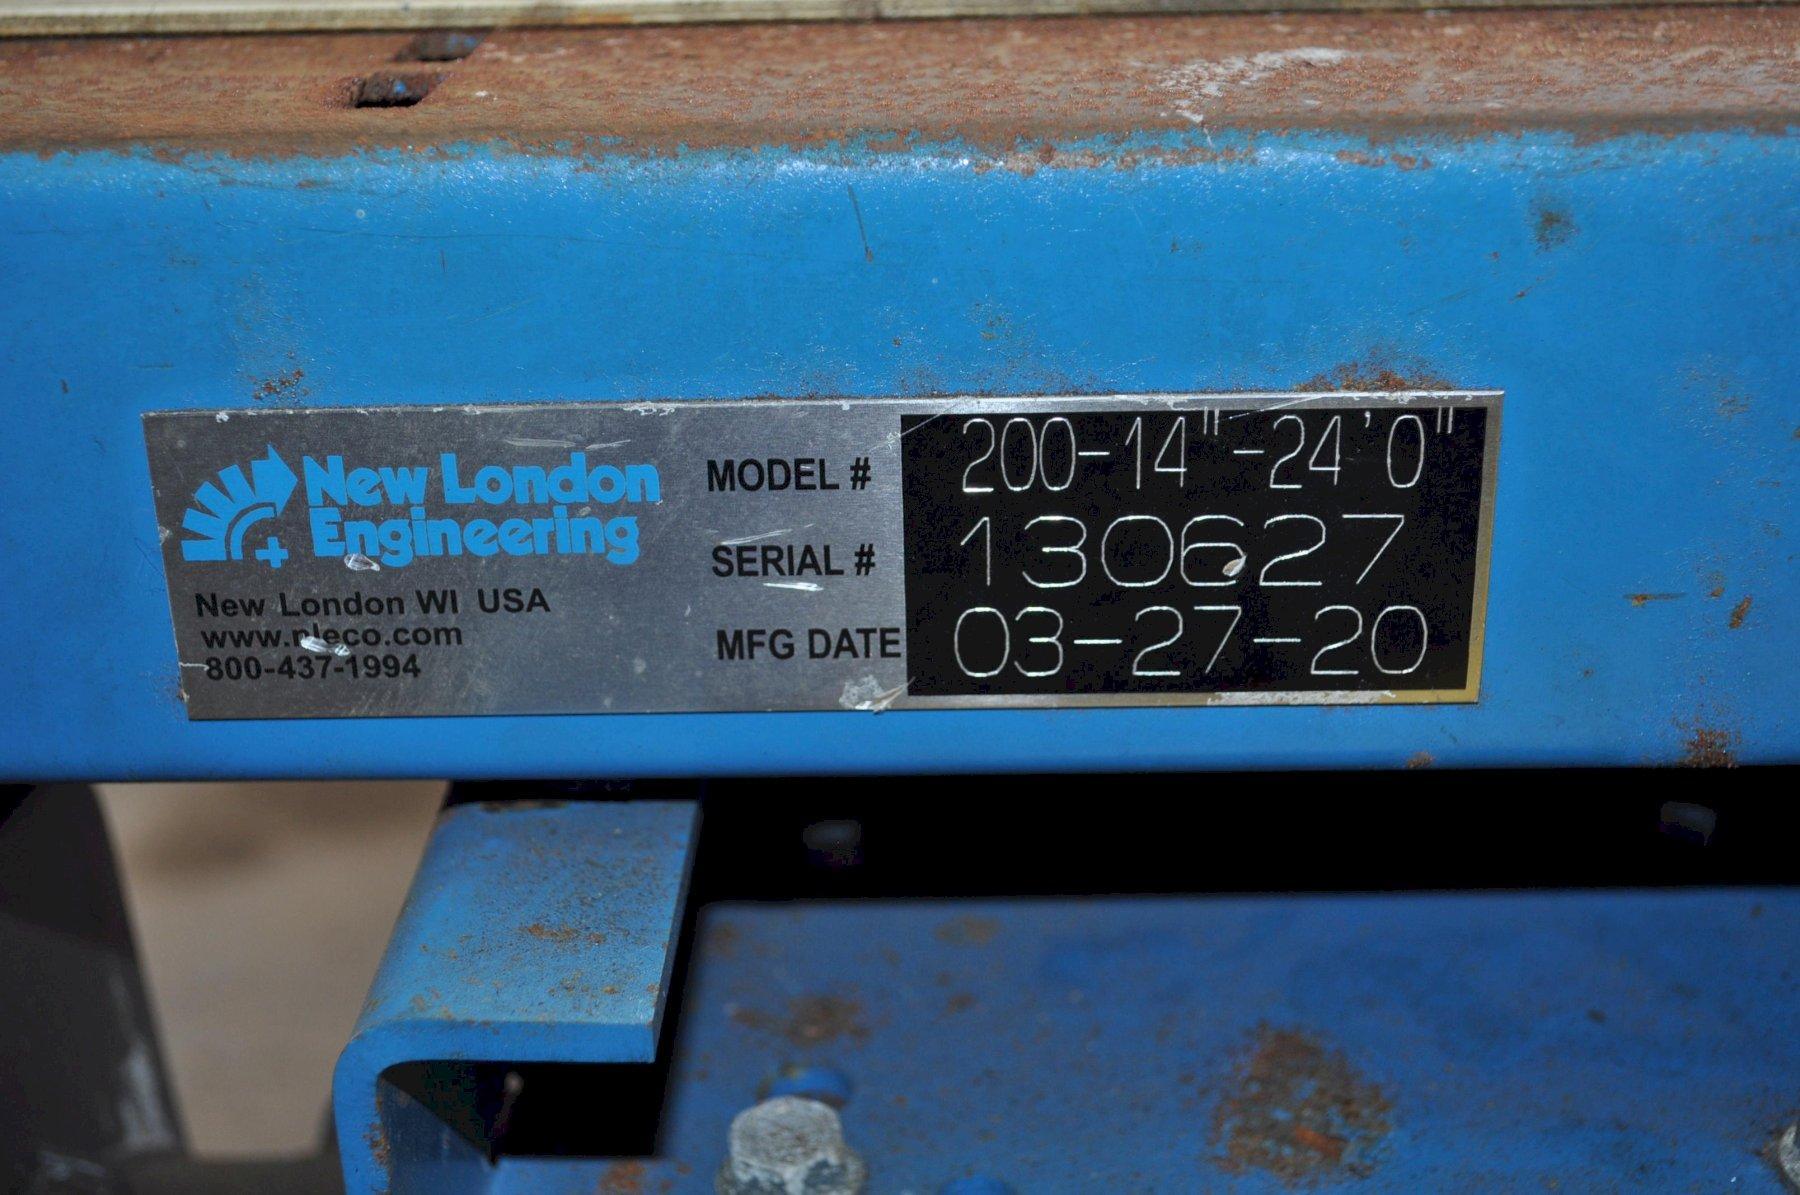 New London
Engineering
New London WI USA
www.nleco.com
800-437-1994
MODEL # 200-14"-24'0"
SERIAL # 130627
MFG DATE 03-27-20